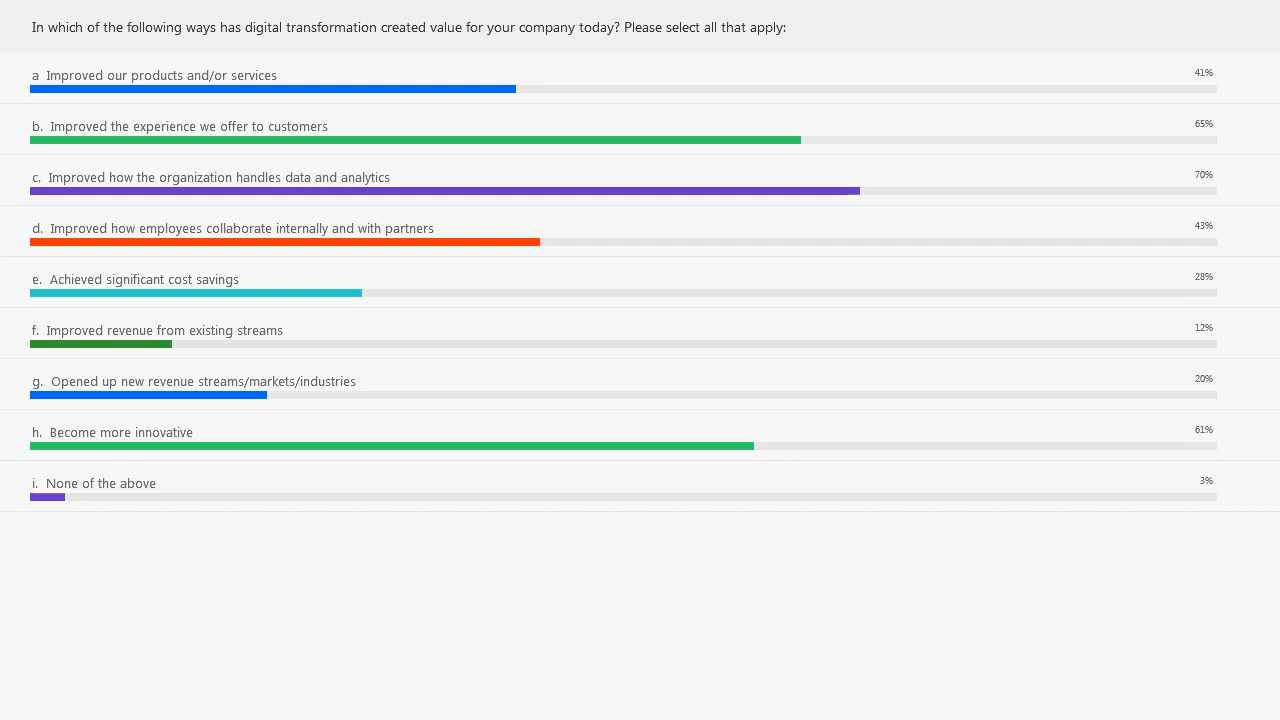 In which of the following ways has digital transformation created value for your company today? Please select all that apply:
a  Improved our products and/or services
41%
b.  Improved the experience we offer to customers
65%
c.  Improved how the organization handles data and analytics
70%
d.  Improved how employees collaborate internally and with partners
43%
e.  Achieved significant cost savings
28%
f.  Improved revenue from existing streams
12%
g.  Opened up new revenue streams/markets/industries
20%
h.  Become more innovative
61%
i.  None of the above
3%